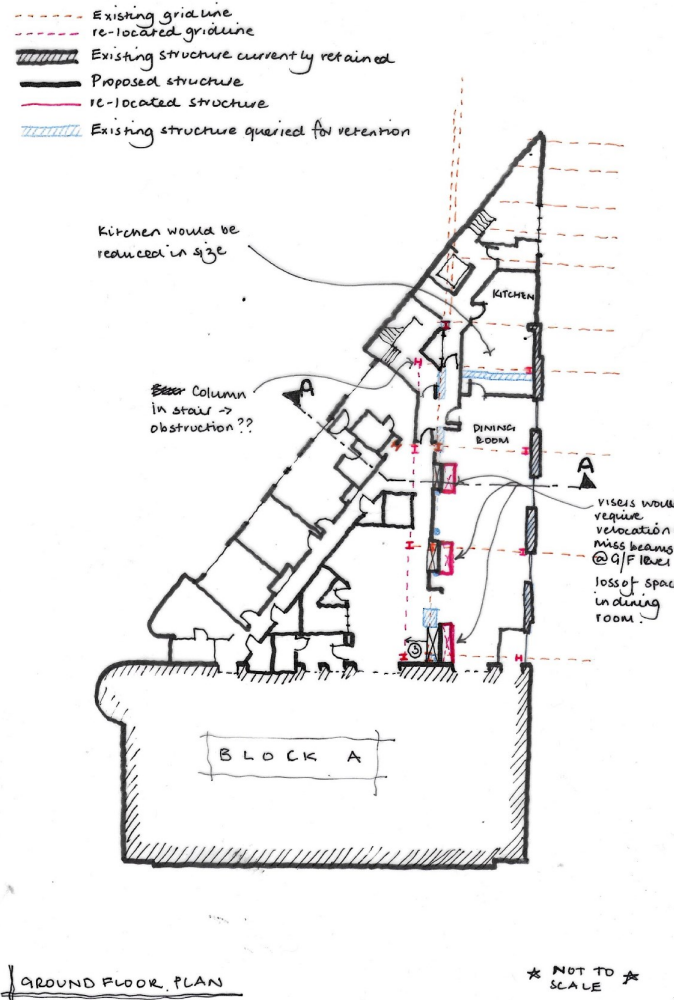 Existing gridline
re-located gridline
Existing structure currently retained
Proposed structure
re-located structure
Existing structure queried for retention
Kitchen would be
reduced in size
KITCHEN
Column
in stair →
obstruction??
A
DINING
ROOM
A
risers woul
require
relocation
miss beams
@ G/F level
loss of spac
in dining
room.
BLOCK A
GROUND FLOOR PLAN
☆ NOT TO ☆
SCALE